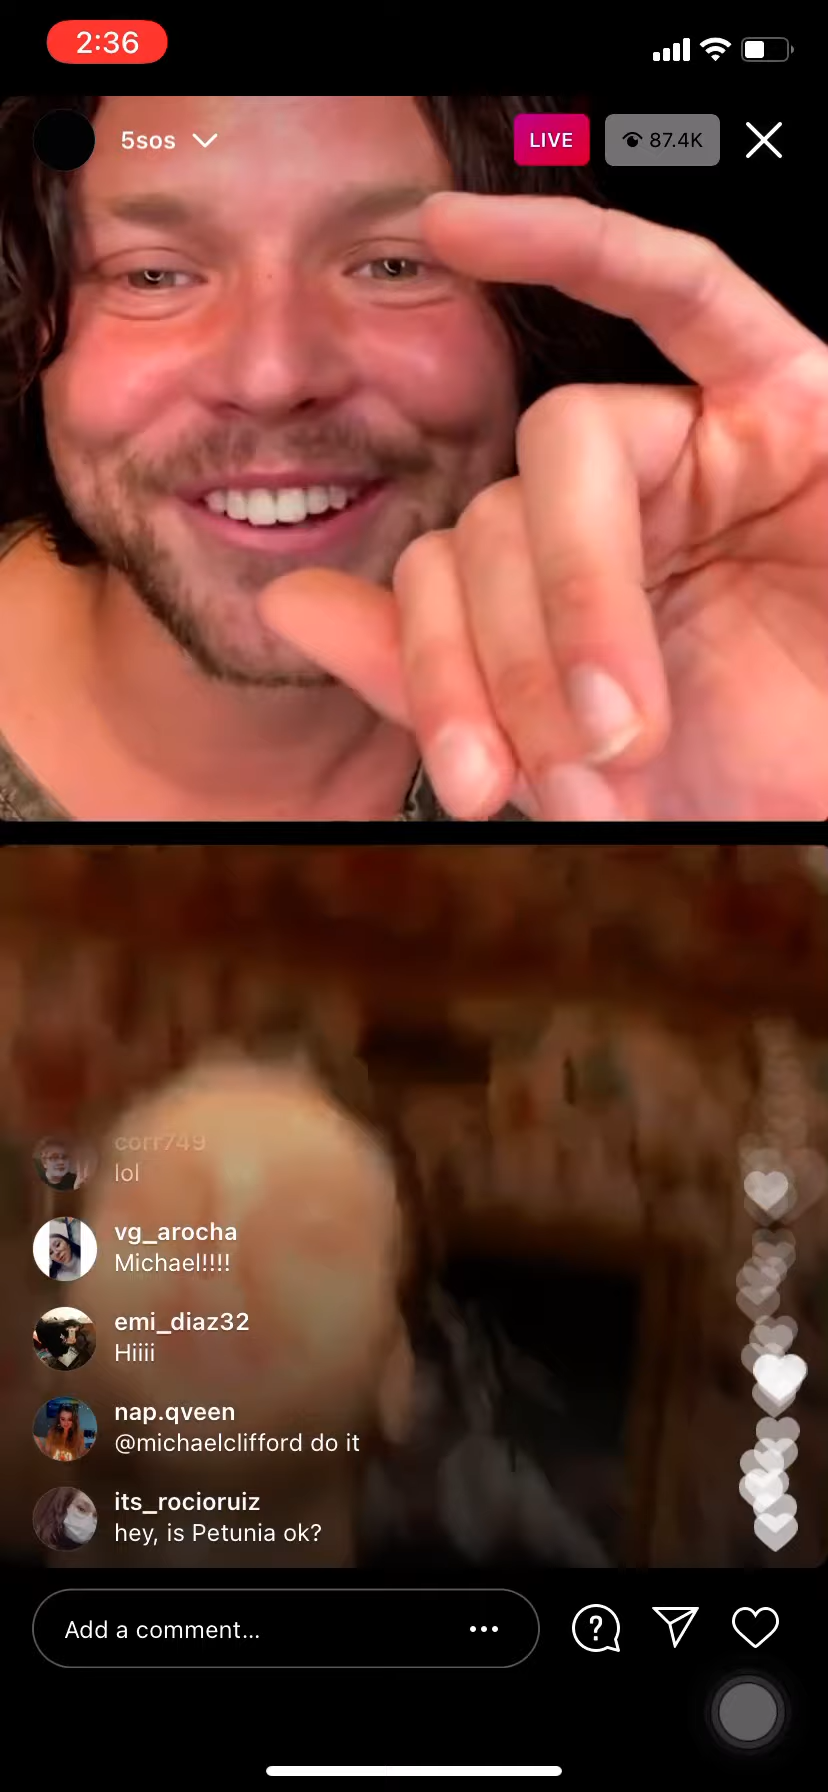 2:36
5sos
LIVE
87.4K
corr749
lol
vg_arocha
Michael!!!!
emi_diaz32
Hiiii
nap.qveen
@michaelclifford do it
its_rocioruiz
hey, is Petunia ok?
Add a comment...